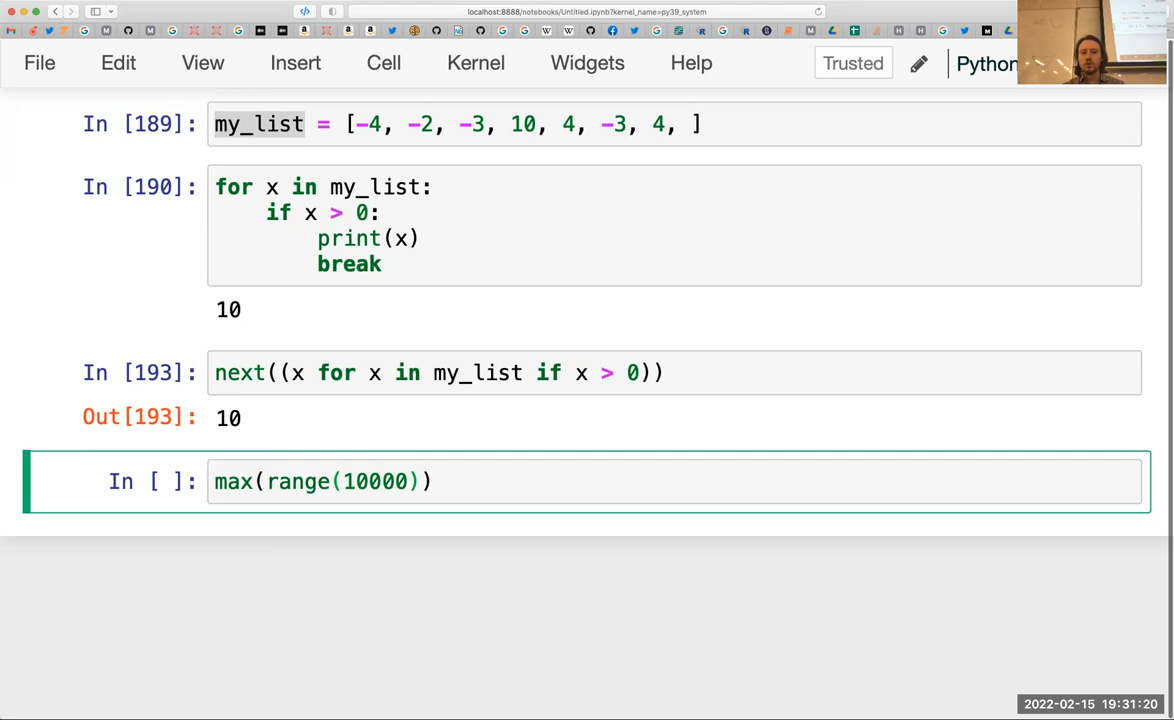 localhost:8888/notebooks/Untitled.ipynb?kernel_name=py39_system
File Edit View Insert Cell Kernel Widgets Help Trusted Python
In [189]: my_list = [-4, -2, -3, 10, 4, -3, 4, ]
In [190]: for x in my_list:
if x > 0:
print(x)
break
10
In [193]: next((x for x in my_list if x > 0))
Out[193]: 10
In [ ]: max(range(10000))
2022-02-15 19:31:20